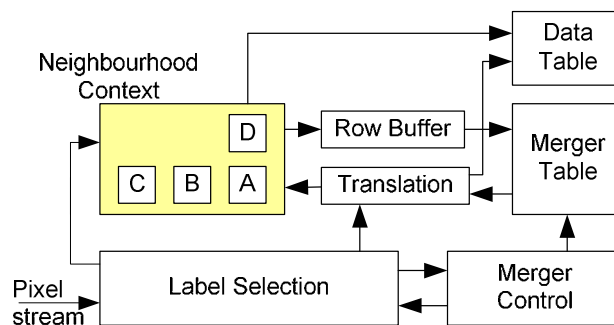 Neighbourhood
Context
Data
Table
D
Row Buffer
Merger
Table
C B A
Translation
Label Selection
Merger
Control
Pixel
stream